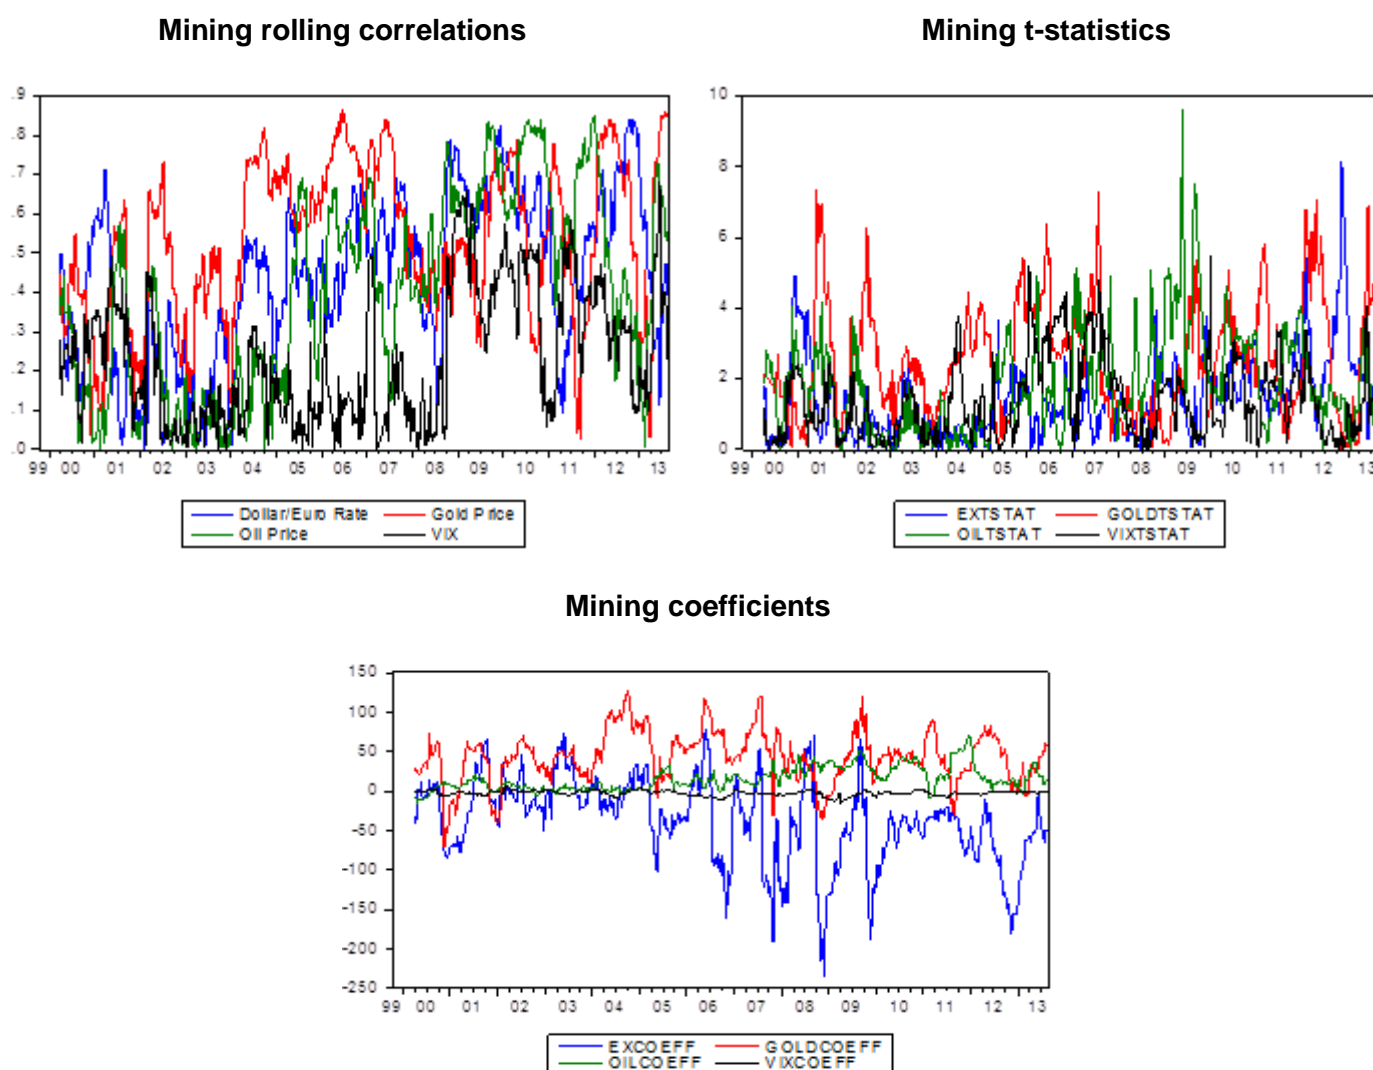 Mining rolling correlations
Mining t-statistics
.9
.8
.7
.6
.5
.4
.3
.2
.1
.0
99 00 01 02 03 04 05 06 07 08 09 10 11 12 13
Dollar/Euro Rate Gold Price
Oil Price VIX
10
8
6
4
2
0
99 00 01 02 03 04 05 06 07 08 09 10 11 12 13
EXTSTAT GOLDTSTAT
OILTSTAT VIXTSTAT
Mining coefficients
150
100
50
0
-50
-100
-150
-200
-250
99 00 01 02 03 04 05 06 07 08 09 10 11 12 13
EXCOEFF GOLDCOEFF
OILCOEFF VIXCOEFF